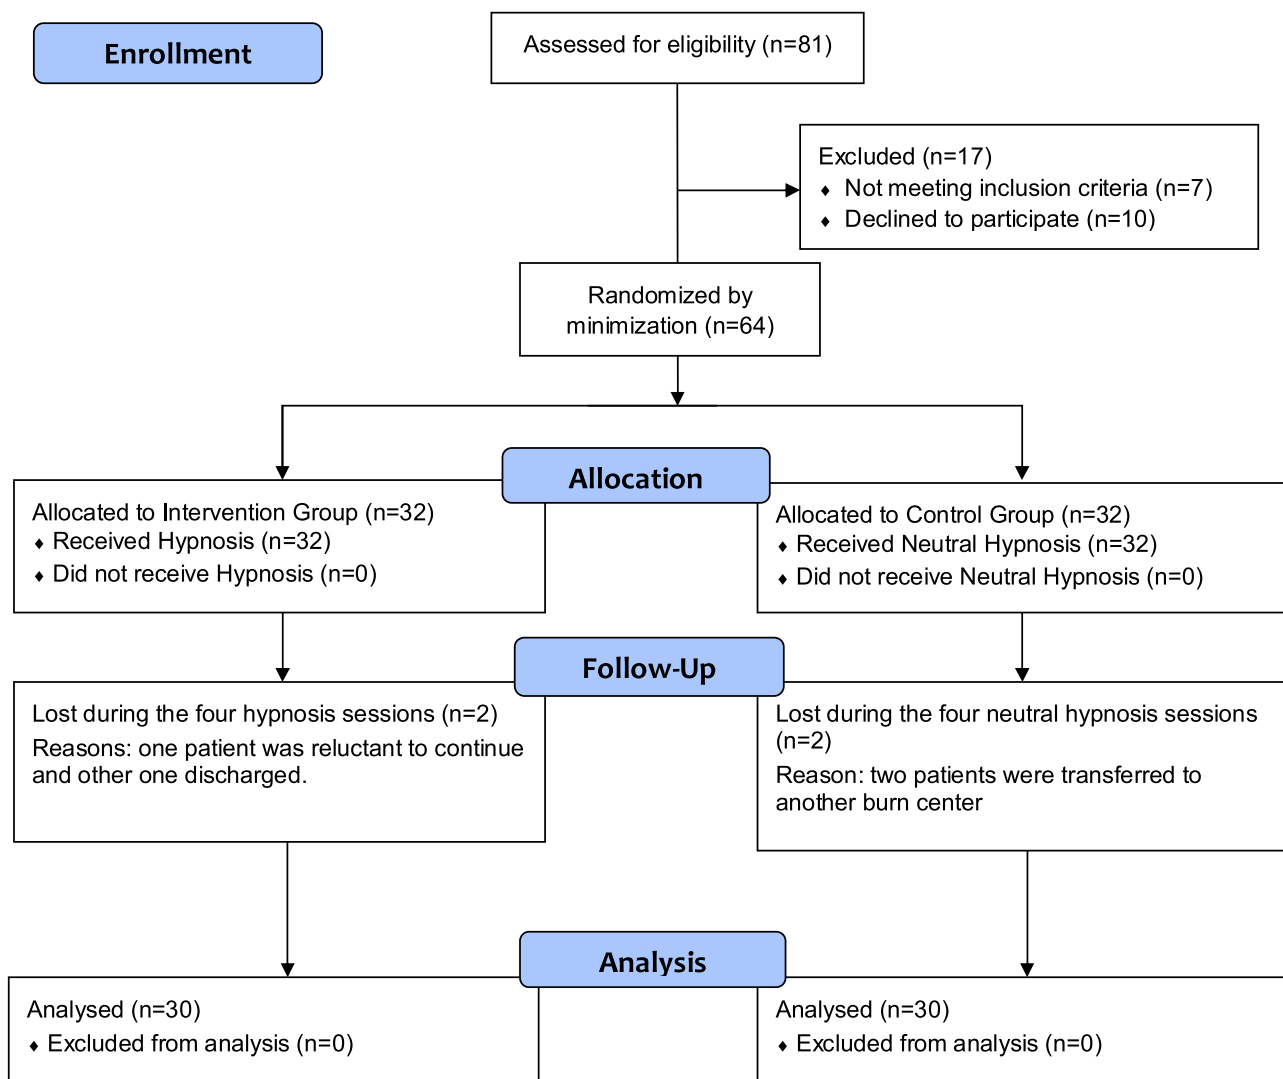 Enrollment
Assessed for eligibility (n=81)
Excluded (n=17)
♦ Not meeting inclusion criteria (n=7)
♦ Declined to participate (n=10)
Randomized by
minimization (n=64)
Allocation
Allocated to Intervention Group (n=32)
♦ Received Hypnosis (n=32)
♦ Did not receive Hypnosis (n=0)
Allocated to Control Group (n=32)
♦ Received Neutral Hypnosis (n=32)
♦ Did not receive Neutral Hypnosis (n=0)
Follow-Up
Lost during the four hypnosis sessions (n=2)
Reasons: one patient was reluctant to continue
and other one discharged.
Lost during the four neutral hypnosis sessions
(n=2)
Reason: two patients were transferred to
another burn center
Analysis
Analysed (n=30)
♦ Excluded from analysis (n=0)
Analysed (n=30)
♦ Excluded from analysis (n=0)